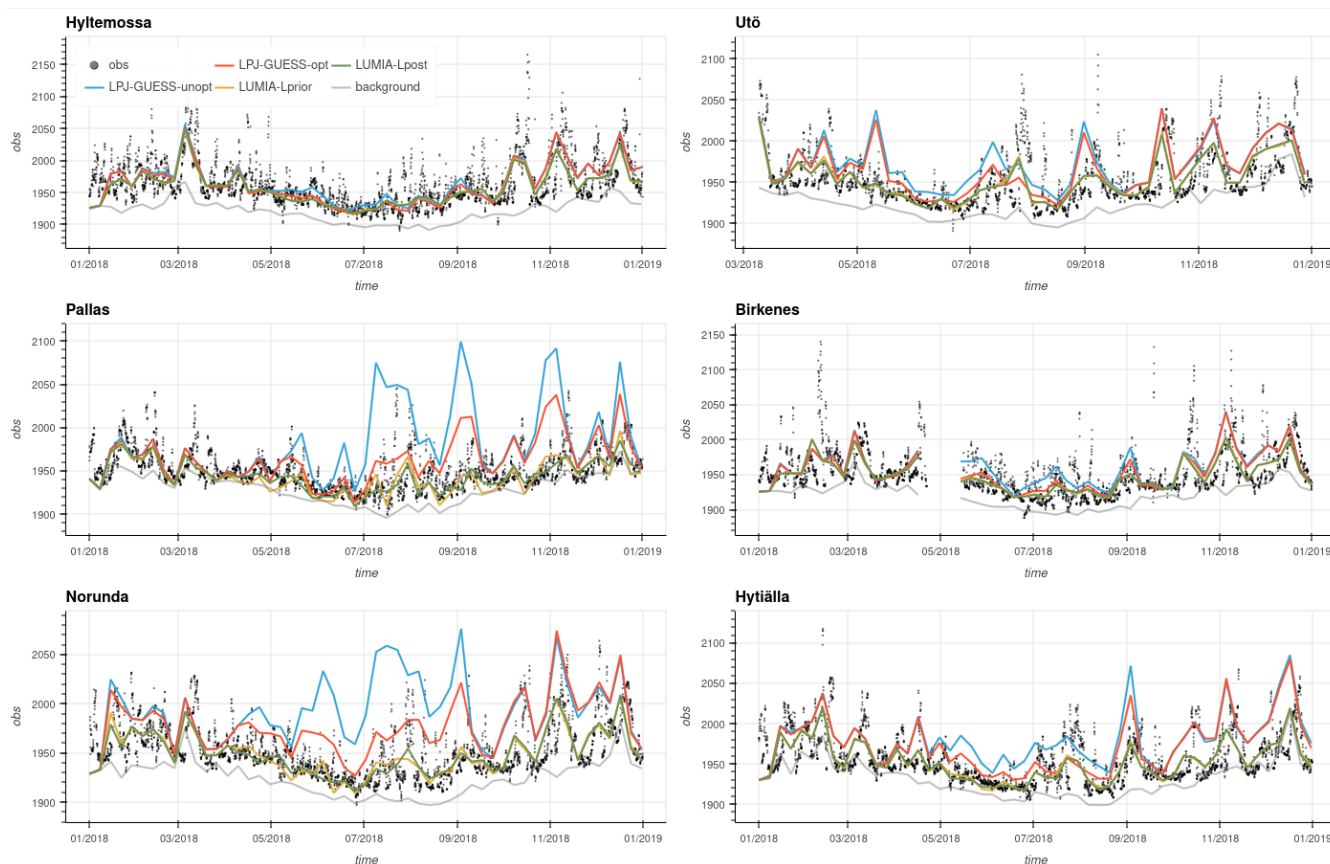 Hyltemossa
obs
2150
2100
2050
2000
1950
1900
obs LPJ-GUESS-opt LUMIA-Lpost
LPJ-GUESS-unopt LUMIA-Lprior background
01/2018 03/2018 05/2018 07/2018 09/2018 11/2018 01/2019
time
Utö
obs
2100
2050
2000
1950
1900
03/2018 05/2018 07/2018 09/2018 11/2018 01/2019
time
Pallas
obs
2100
2050
2000
1950
1900
01/2018 03/2018 05/2018 07/2018 09/2018 11/2018 01/2019
time
Birkenes
obs
2150
2100
2050
2000
1950
1900
01/2018 03/2018 05/2018 07/2018 09/2018 11/2018 01/2019
time
Norunda
obs
2050
2000
1950
1900
01/2018 03/2018 05/2018 07/2018 09/2018 11/2018 01/2019
time
Hytiälla
obs
2100
2050
2000
1950
1900
01/2018 03/2018 05/2018 07/2018 09/2018 11/2018 01/2019
time